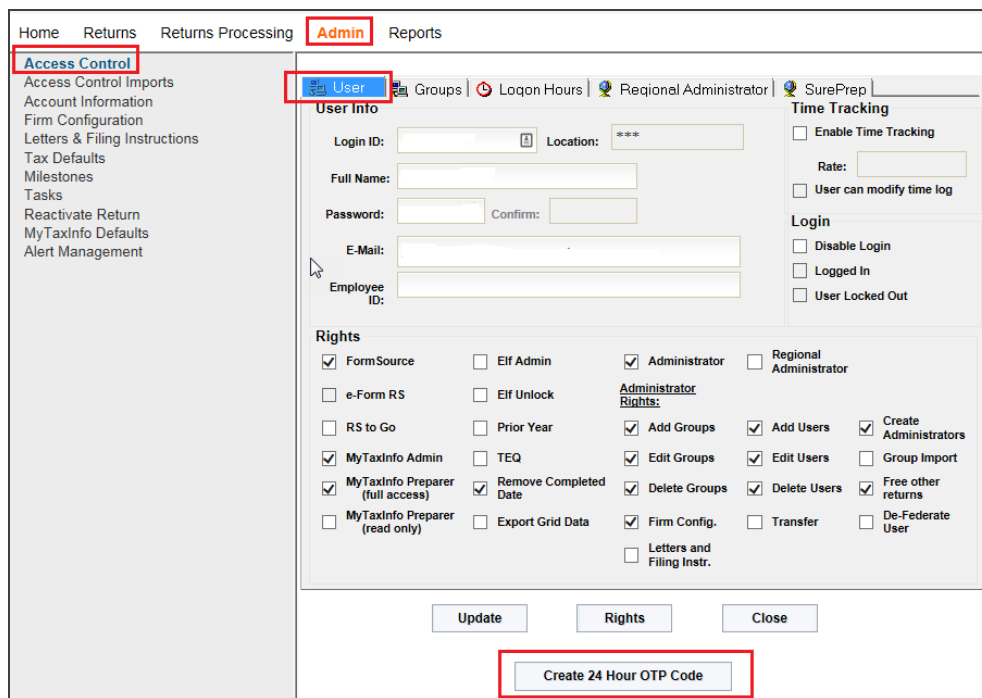 Home Returns Returns Processing Admin Reports
Access Control
Access Control Imports
Account Information
Firm Configuration
Letters & Filing Instructions
Tax Defaults
Milestones
Tasks
Reactivate Return
MyTaxInfo Defaults
Alert Management
User Groups Logon Hours Regional Administrator SurePrep
User Info
Login ID: Location: ***
Full Name:
Password: Confirm:
E-Mail:
Employee
ID:
Time Tracking
Enable Time Tracking
Rate:
User can modify time log
Login
Disable Login
Logged In
User Locked Out
Rights
FormSource Elf Admin Administrator Regional
Administrator
e-Form RS Elf Unlock Administrator
Rights:
RS to Go Prior Year Add Groups Add Users Create
Administrators
MyTaxInfo Admin TEQ Edit Groups Edit Users Group Import
MyTaxInfo Preparer Remove Completed Delete Groups Delete Users Free other
(full access) Date returns
MyTaxInfo Preparer Export Grid Data Firm Config. Transfer De-Federate
(read only) User
Letters and
Filing Instr.
Update Rights Close
Create 24 Hour OTP Code